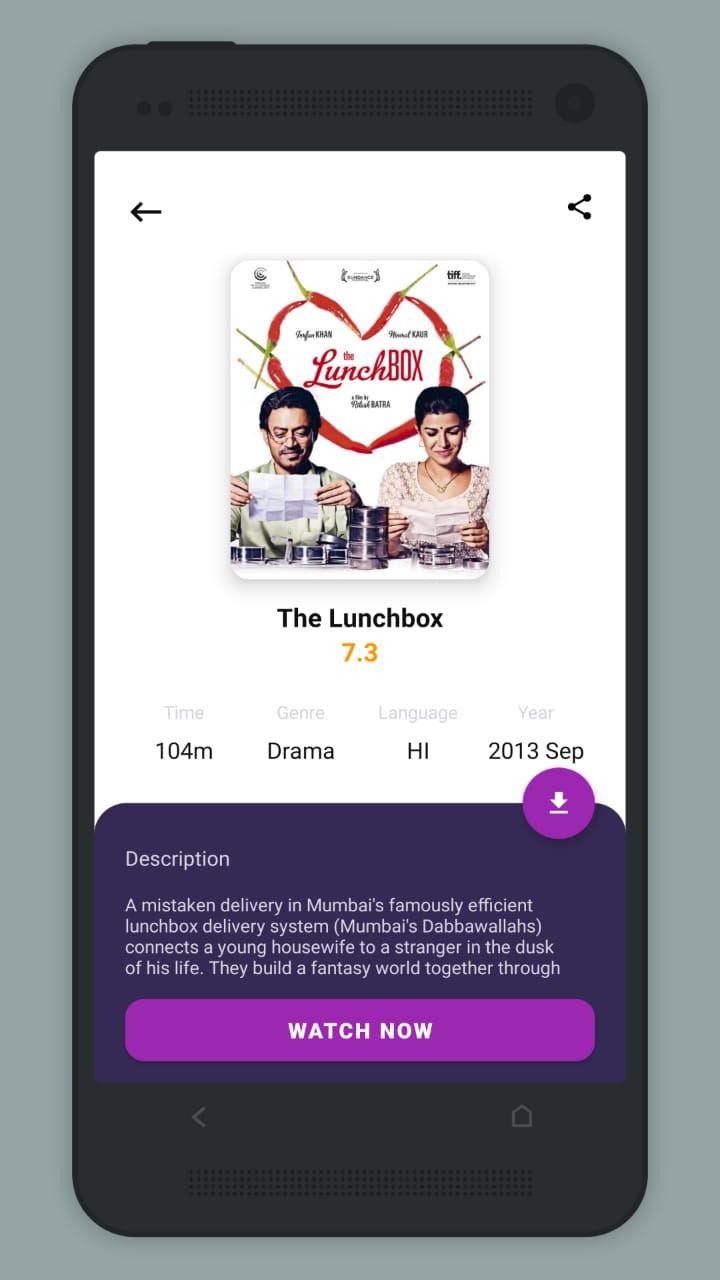 SUNDANCE
tiff.
Irrfan KHAN
Nimrat KAUR
the
LunchBOX
a film by
Ritesh BATRA
The Lunchbox
7.3
Time Genre Language Year
104m Drama HI 2013 Sep
Description
A mistaken delivery in Mumbai's famously efficient
lunchbox delivery system (Mumbai's Dabbawallahs)
connects a young housewife to a stranger in the dusk
of his life. They build a fantasy world together through
WATCH NOW